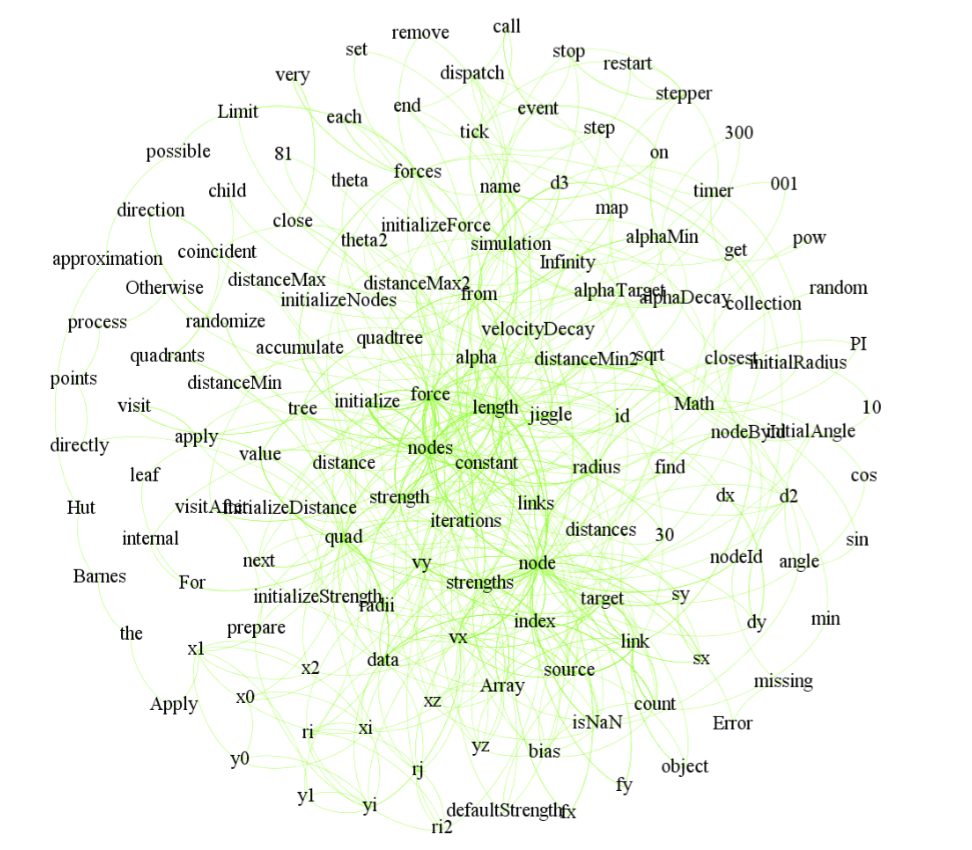 call
remove
set
stop
restart
dispatch
very
stepper
end
event
Limit
each
step
tick
300
possible
81
on
forces
theta
name
d3
001
child
timer
map
direction
close
initializeForce
alphaMin
pow
theta2
simulation
coincident
get
approximation
Infinity
distanceMax
distanceMax2
Otherwise
random
alphaTarget
from
alphaDecay
initializeNodes
collection
process
randomize
velocityDecay
quadtree
PI
accumulate
quadrants
alpha
distanceMin2
sqrt
closest
initialRadius
points
distanceMin
force
initialize
Math
visit
tree
length
10
jiggle
id
nodeById
initialAngle
apply
directly
nodes
value
distance
constant
radius
find
leaf
cos
strength
dx
d2
links
Hut
visitAfter
initializeDistance
iterations
distances
30
quad
internal
sin
nodeId
next
vy
node
angle
Barnes
For
strengths
initializeStrength
radii
target
sy
min
index
dy
prepare
the
vx
link
x1
data
sx
x2
source
missing
Array
x0
xz
Apply
count
isNaN
Error
xi
ri
yz
bias
y0
object
rj
fy
y1
yi
defaultStrength
fx
ri2